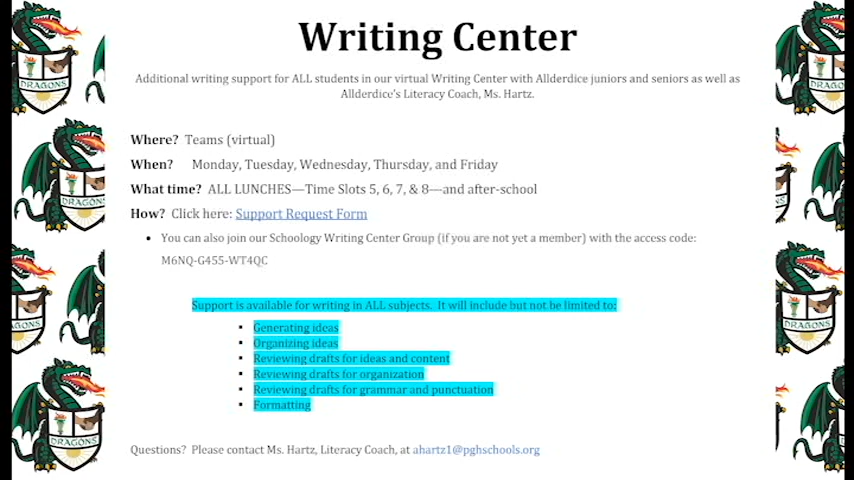 Writing Center
Additional writing support for ALL students in our virtual Writing Center with Allderdice juniors and seniors as well as
Allderdice's Literacy Coach, Ms. Hartz.
Where? Teams (virtual)
When? Monday, Tuesday, Wednesday, Thursday, and Friday
What time? ALL LUNCHES—Time Slots 5, 6, 7, & 8—and after-school
How? Click here: Support Request Form
• You can also join our Schoology Writing Center Group (if you are not yet a member) with the access code:
M6NQ-G455-WT4QC
Support is available for writing in ALL subjects. It will include but not be limited to:
▪ Generating ideas
▪ Organizing ideas
▪ Reviewing drafts for ideas and content
▪ Reviewing drafts for organization
▪ Reviewing drafts for grammar and punctuation
▪ Formatting
Questions? Please contact Ms. Hartz, Literacy Coach, at ahartz1@pghschools.org
DRAGONS
DRAGONS
DRAGONS
DRAGONS
DRAGONS